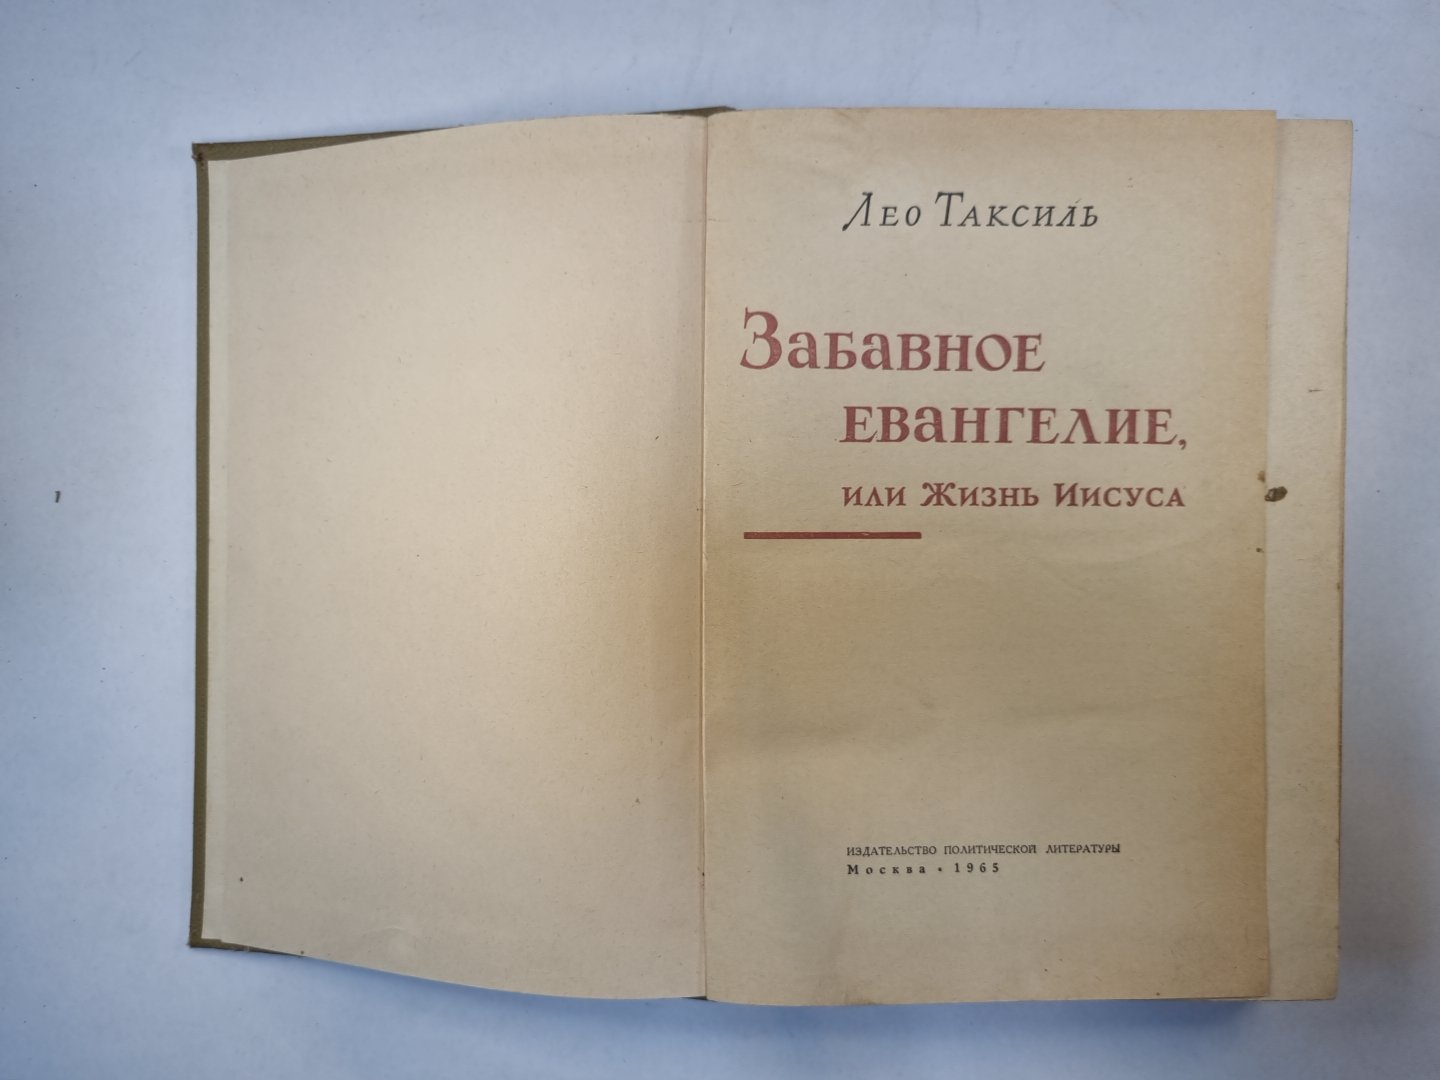 Лео Таксиль
Забавное
евангелие,
или Жизнь Иисуса
ИЗДАТЕЛЬСТВО ПОЛИТИЧЕСКОЙ ЛИТЕРАТУРЫ
Москва • 1965